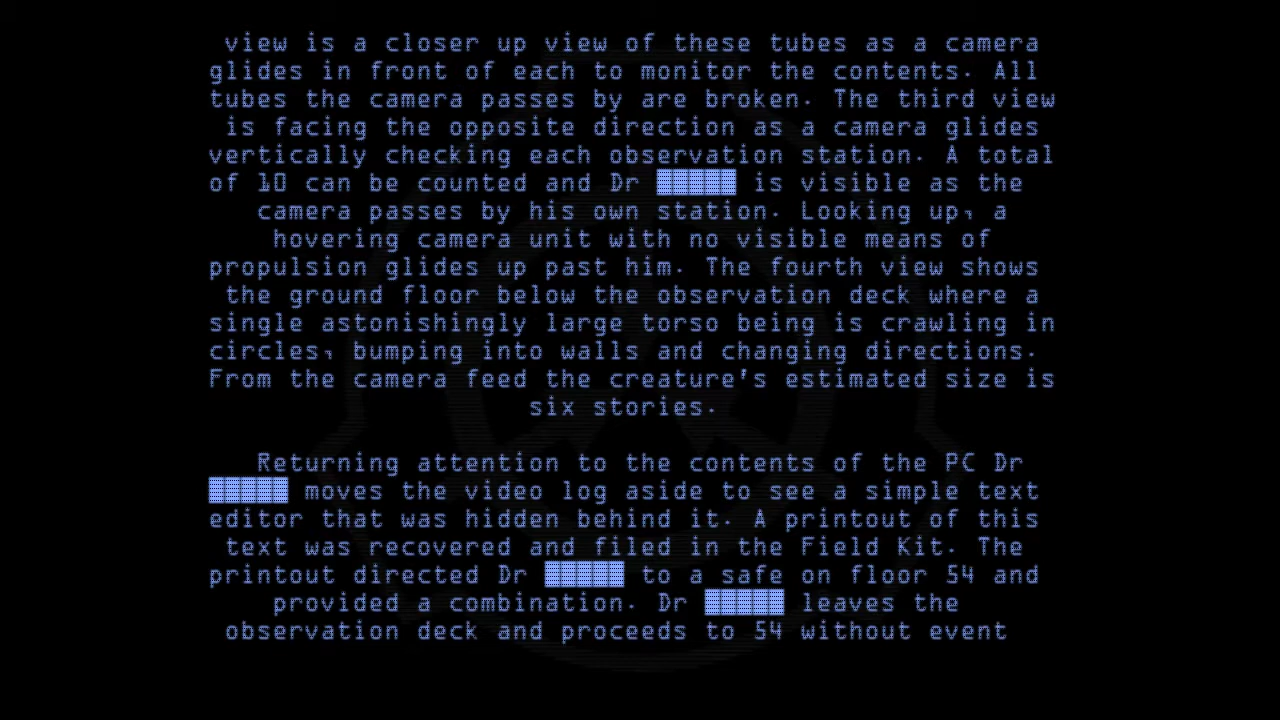 view is a closer up view of these tubes as a camera
glides in front of each to monitor the contents. All
tubes the camera passes by are broken. The third view
is facing the opposite direction as a camera glides
vertically checking each observation station. A total
of 10 can be counted and Dr █████ is visible as the
camera passes by his own station. Looking up, a
hovering camera unit with no visible means of
propulsion glides up past him. The fourth view shows
the ground floor below the observation deck where a
single astonishingly large torso being is crawling in
circles, bumping into walls and changing directions.
From the camera feed the creature's estimated size is
six stories.
Returning attention to the contents of the PC Dr
█████ moves the video log aside to see a simple text
editor that was hidden behind it. A printout of this
text was recovered and filed in the Field Kit. The
printout directed Dr █████ to a safe on floor 54 and
provided a combination. Dr █████ leaves the
observation deck and proceeds to 54 without event